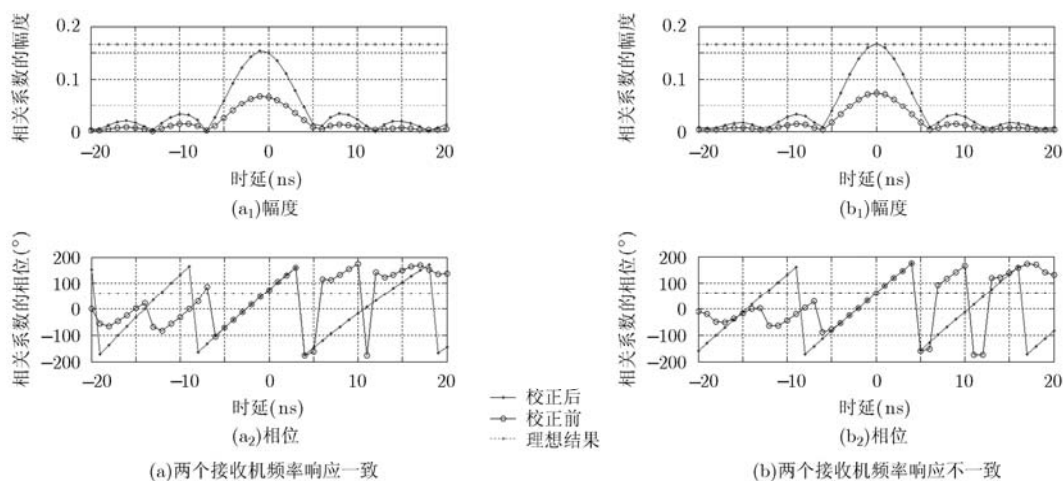 相关系数的幅度
0.2
0.1
0
−20
−10
0
10
20
时延(ns)
(a₁)幅度
相关系数的幅度
0.2
0.1
0
−20
−10
0
10
20
时延(ns)
(b₁)幅度
相关系数的相位(°)
200
100
0
−100
−200
−20
−10
0
10
20
时延(ns)
(a₂)相位
校正后
校正前
理想结果
相关系数的相位(°)
200
100
0
−100
−200
−20
−10
0
10
20
时延(ns)
(b₂)相位
(a)两个接收机频率响应一致
(b)两个接收机频率响应不一致